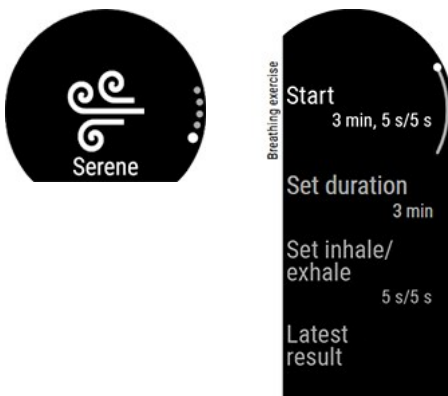 Serene
Breathing exercise
Start
3 min, 5 s/5 s
Set duration
3 min
Set inhale/
exhale
5 s/5 s
Latest
result